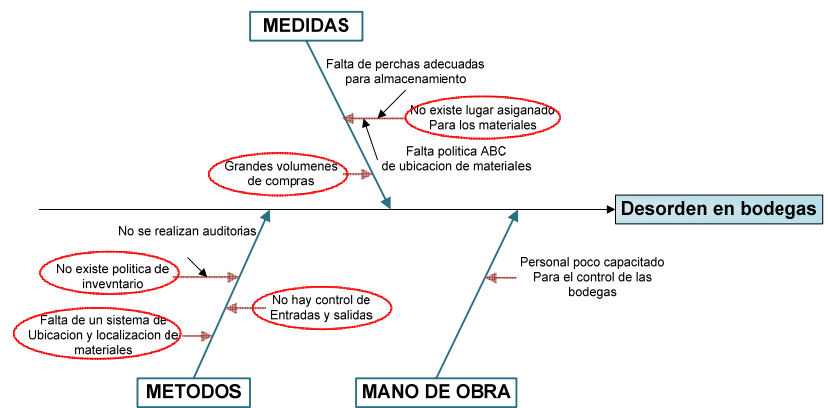 MEDIDAS
Falta de perchas adecuadas
para almacenamiento
No existe lugar asiganado
Para los materiales
Falta politica ABC
de ubicacion de materiales
Grandes volumenes
de compras
Desorden en bodegas
No se realizan auditorias
No existe politica de
invevntario
No hay control de
Entradas y salidas
Falta de un sistema de
Ubicacion y localizacion de
materiales
Personal poco capacitado
Para el control de las
bodegas
METODOS
MANO DE OBRA